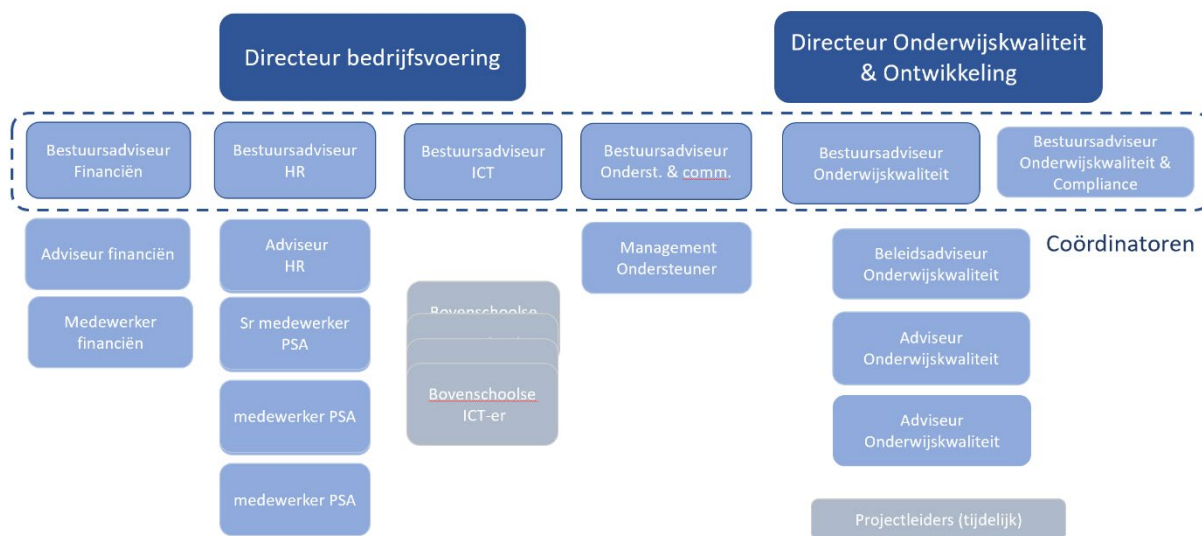 Directeur bedrijfsvoering
Directeur Onderwijskwaliteit
& Ontwikkeling
Bestuursadviseur
Financiën
Bestuursadviseur
HR
Bestuursadviseur
ICT
Bestuursadviseur
Onderst. & comm.
Bestuursadviseur
Onderwijskwaliteit
Bestuursadviseur
Onderwijskwaliteit &
Compliance
Coördinatoren
Adviseur financiën
Medewerker
financiën
Adviseur
HR
Sr medewerker
PSA
medewerker PSA
medewerker PSA
Bovenschoolse
Bovenschoolse
ICT-er
Management
Ondersteuner
Beleidsadviseur
Onderwijskwaliteit
Adviseur
Onderwijskwaliteit
Adviseur
Onderwijskwaliteit
Projectleiders (tijdelijk)